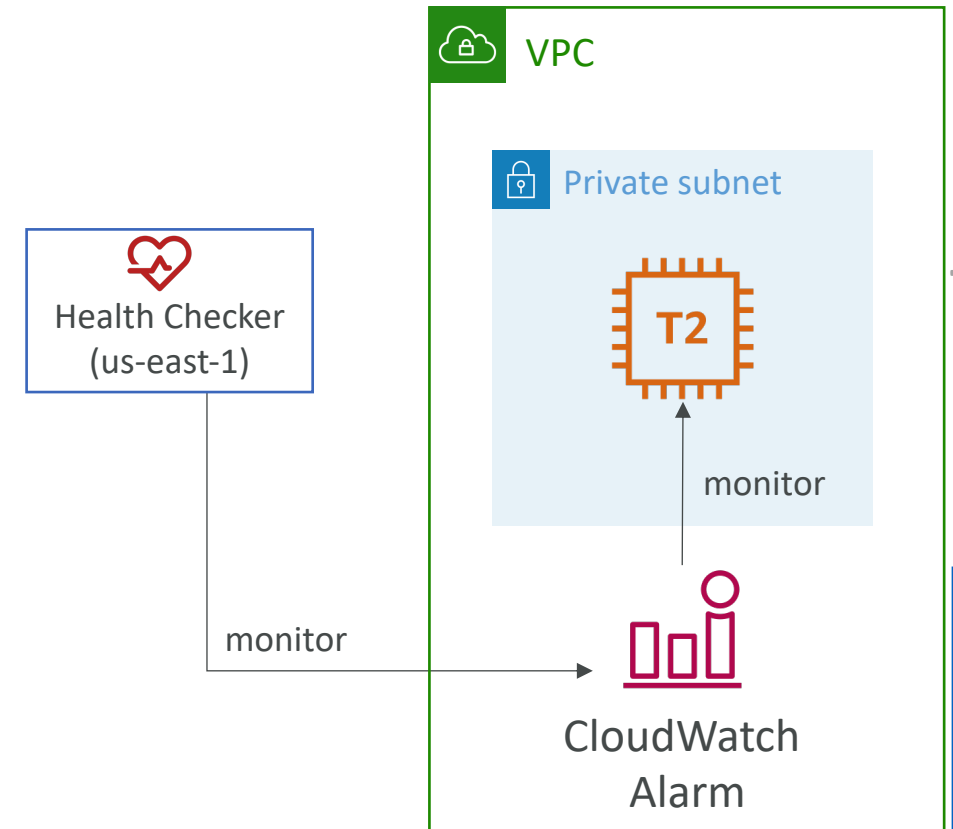 VPC
Private subnet
Health Checker
(us-east-1)
T2
monitor
monitor
CloudWatch
Alarm